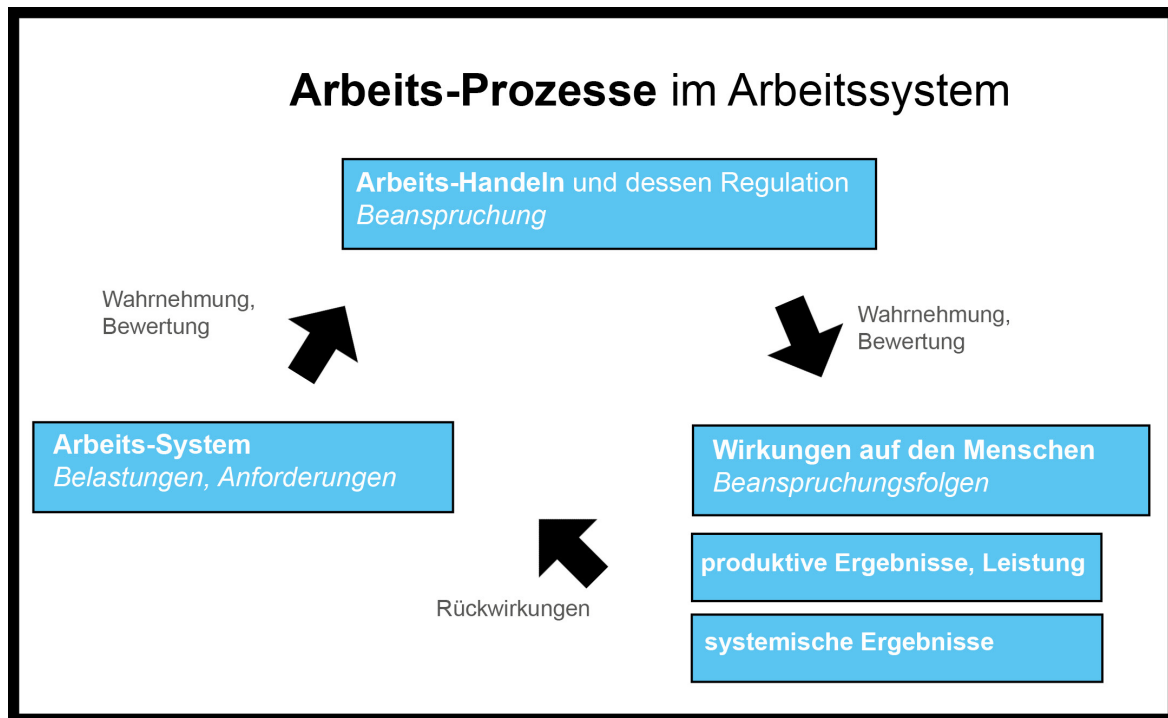 Arbeits-Prozesse im Arbeitssystem
Arbeits-Handeln und dessen Regulation
Beanspruchung
Wahrnehmung,
Bewertung
Wahrnehmung,
Bewertung
Arbeits-System
Belastungen, Anforderungen
Wirkungen auf den Menschen
Beanspruchungsfolgen
produktive Ergebnisse, Leistung
systemische Ergebnisse
Rückwirkungen